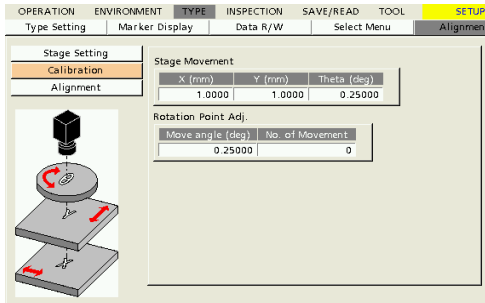 OPERATION ENVIRONMENT TYPE INSPECTION SAVE/READ TOOL SETUP
Type Setting Marker Display Data R/W Select Menu Alignmen
Stage Setting
Calibration
Alignment
Stage Movement
X (mm) Y (mm) Theta (deg)
1.0000 1.0000 0.25000
Rotation Point Adj.
Move angle (deg) No. of Movement
0.25000 0
θ
Y
X